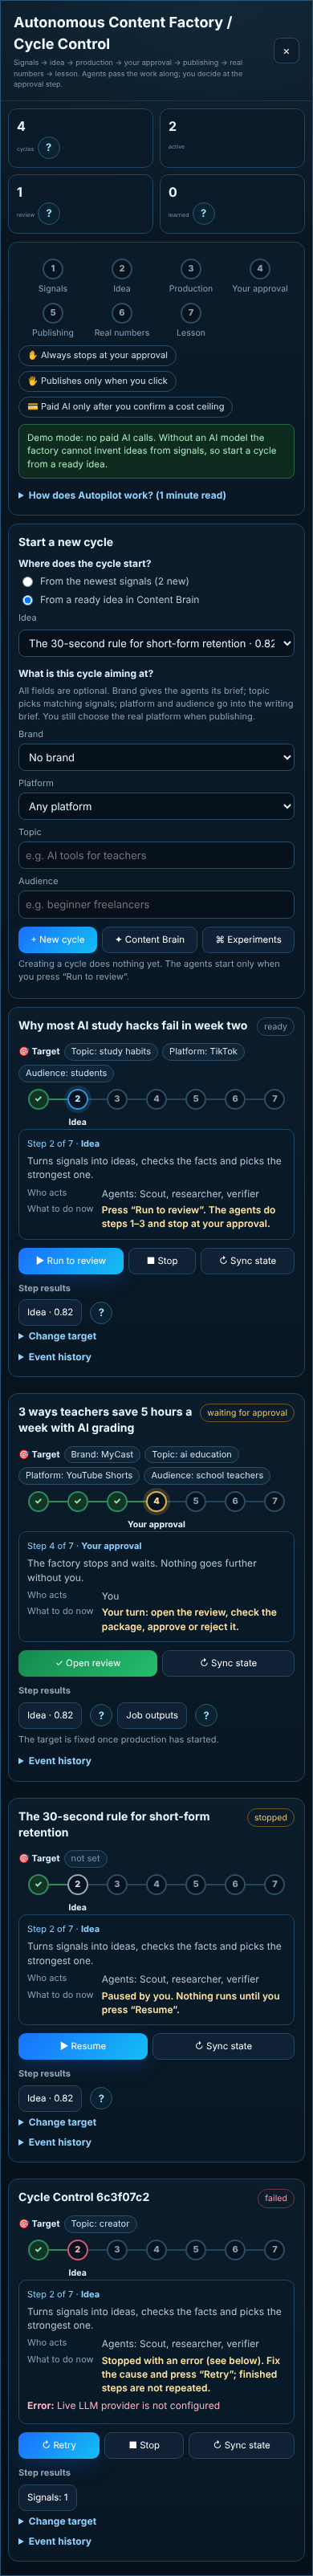 Autonomous Content Factory /
Cycle Control
×
Signals → idea → production → your approval → publishing → real
numbers → lesson. Agents pass the work along; you decide at the
approval step.
4
cycles ?
2
active
1
review ?
0
learned ?
1 2 3 4
Signals Idea Production Your approval
5 6 7
Publishing Real numbers Lesson
✋ Always stops at your approval
🖐 Publishes only when you click
💳 Paid AI only after you confirm a cost ceiling
Demo mode: no paid AI calls. Without an AI model the
factory cannot invent ideas from signals, so start a cycle
from a ready idea.
▶ How does Autopilot work? (1 minute read)
Start a new cycle
Where does the cycle start?
From the newest signals (2 new)
From a ready idea in Content Brain
Idea
The 30-second rule for short-form retention · 0.82
What is this cycle aiming at?
All fields are optional. Brand gives the agents its brief; topic
picks matching signals; platform and audience go into the writing
brief. You still choose the real platform when publishing.
Brand
No brand
Platform
Any platform
Topic
e.g. AI tools for teachers
Audience
e.g. beginner freelancers
+ New cycle ✦ Content Brain ⌘ Experiments
Creating a cycle does nothing yet. The agents start only when
you press “Run to review”.
Why most AI study hacks fail in week two ready
🎯 Target Topic: study habits Platform: TikTok
Audience: students
✓ 2 3 4 5 6 7
Idea
Step 2 of 7 · Idea
Turns signals into ideas, checks the facts and picks the
strongest one.
Who acts Agents: Scout, researcher, verifier
What to do now Press “Run to review”. The agents do
steps 1–3 and stop at your approval.
▶ Run to review ■ Stop ↻ Sync state
Step results
Idea · 0.82 ?
▶ Change target
▶ Event history
3 ways teachers save 5 hours a waiting for approval
week with AI grading
🎯 Target Brand: MyCast Topic: ai education
Platform: YouTube Shorts Audience: school teachers
✓ ✓ ✓ 4 5 6 7
Your approval
Step 4 of 7 · Your approval
The factory stops and waits. Nothing goes further
without you.
Who acts You
What to do now Your turn: open the review, check the
package, approve or reject it.
✓ Open review ↻ Sync state
Step results
Idea · 0.82 ? Job outputs ?
The target is fixed once production has started.
▶ Event history
The 30-second rule for short-form stopped
retention
🎯 Target not set
✓ 2 3 4 5 6 7
Idea
Step 2 of 7 · Idea
Turns signals into ideas, checks the facts and picks the
strongest one.
Who acts Agents: Scout, researcher, verifier
What to do now Paused by you. Nothing runs until you
press “Resume”.
▶ Resume ↻ Sync state
Step results
Idea · 0.82 ?
▶ Change target
▶ Event history
Cycle Control 6c3f07c2 failed
🎯 Target Topic: creator
✓ 2 3 4 5 6 7
Idea
Step 2 of 7 · Idea
Turns signals into ideas, checks the facts and picks the
strongest one.
Who acts Agents: Scout, researcher, verifier
What to do now Stopped with an error (see below). Fix
the cause and press “Retry”; finished
steps are not repeated.
Error: Live LLM provider is not configured
↻ Retry ■ Stop ↻ Sync state
Step results
Signals: 1
▶ Change target
▶ Event history